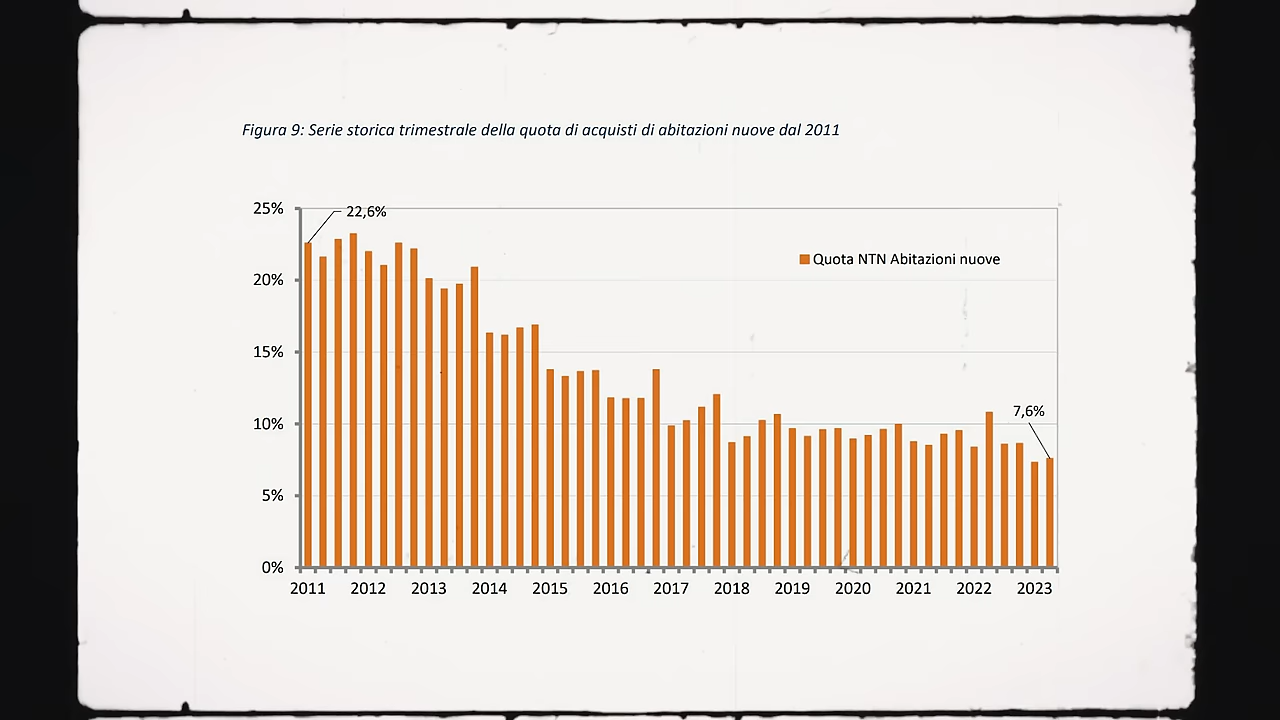 Figura 9: Serie storica trimestrale della quota di acquisti di abitazioni nuove dal 2011
25%
22,6%
Quota NTN Abitazioni nuove
20%
15%
10%
7,6%
5%
0%
2011 2012 2013 2014 2015 2016 2017 2018 2019 2020 2021 2022 2023